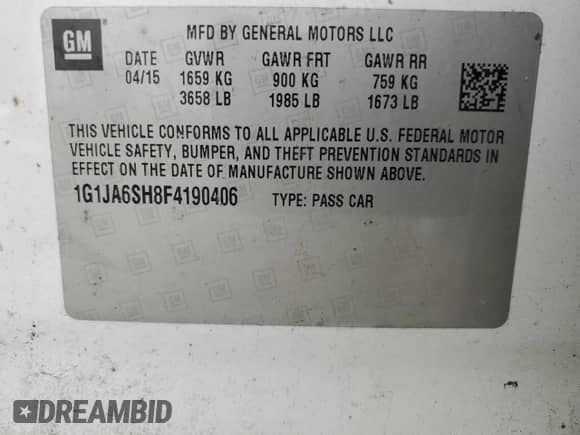 GM
MFD BY GENERAL MOTORS LLC
DATE GVWR GAWR FRT GAWR RR
04/15 1659 KG 900 KG 759 KG
3658 LB 1985 LB 1673 LB
THIS VEHICLE CONFORMS TO ALL APPLICABLE U.S. FEDERAL MOTOR
VEHICLE SAFETY, BUMPER, AND THEFT PREVENTION STANDARDS IN
EFFECT ON THE DATE OF MANUFACTURE SHOWN ABOVE.
1G1JA6SH8F4190406 TYPE: PASS CAR
DREAMBID